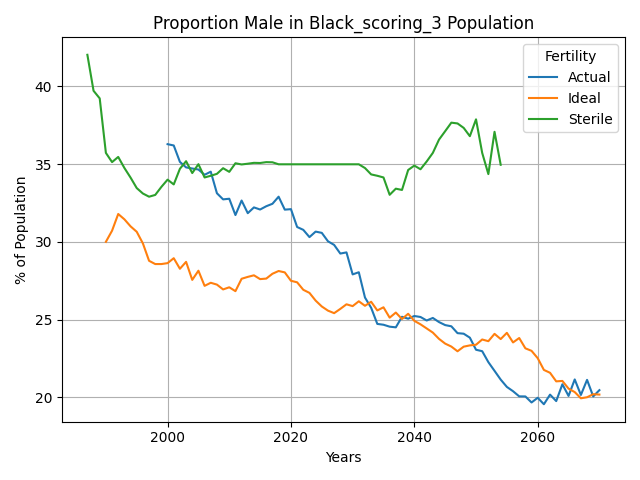 Proportion Male in Black_scoring_3 Population
% of Population
40
35
30
25
20
Fertility
Actual
Ideal
Sterile
2000
2020
2040
2060
Years